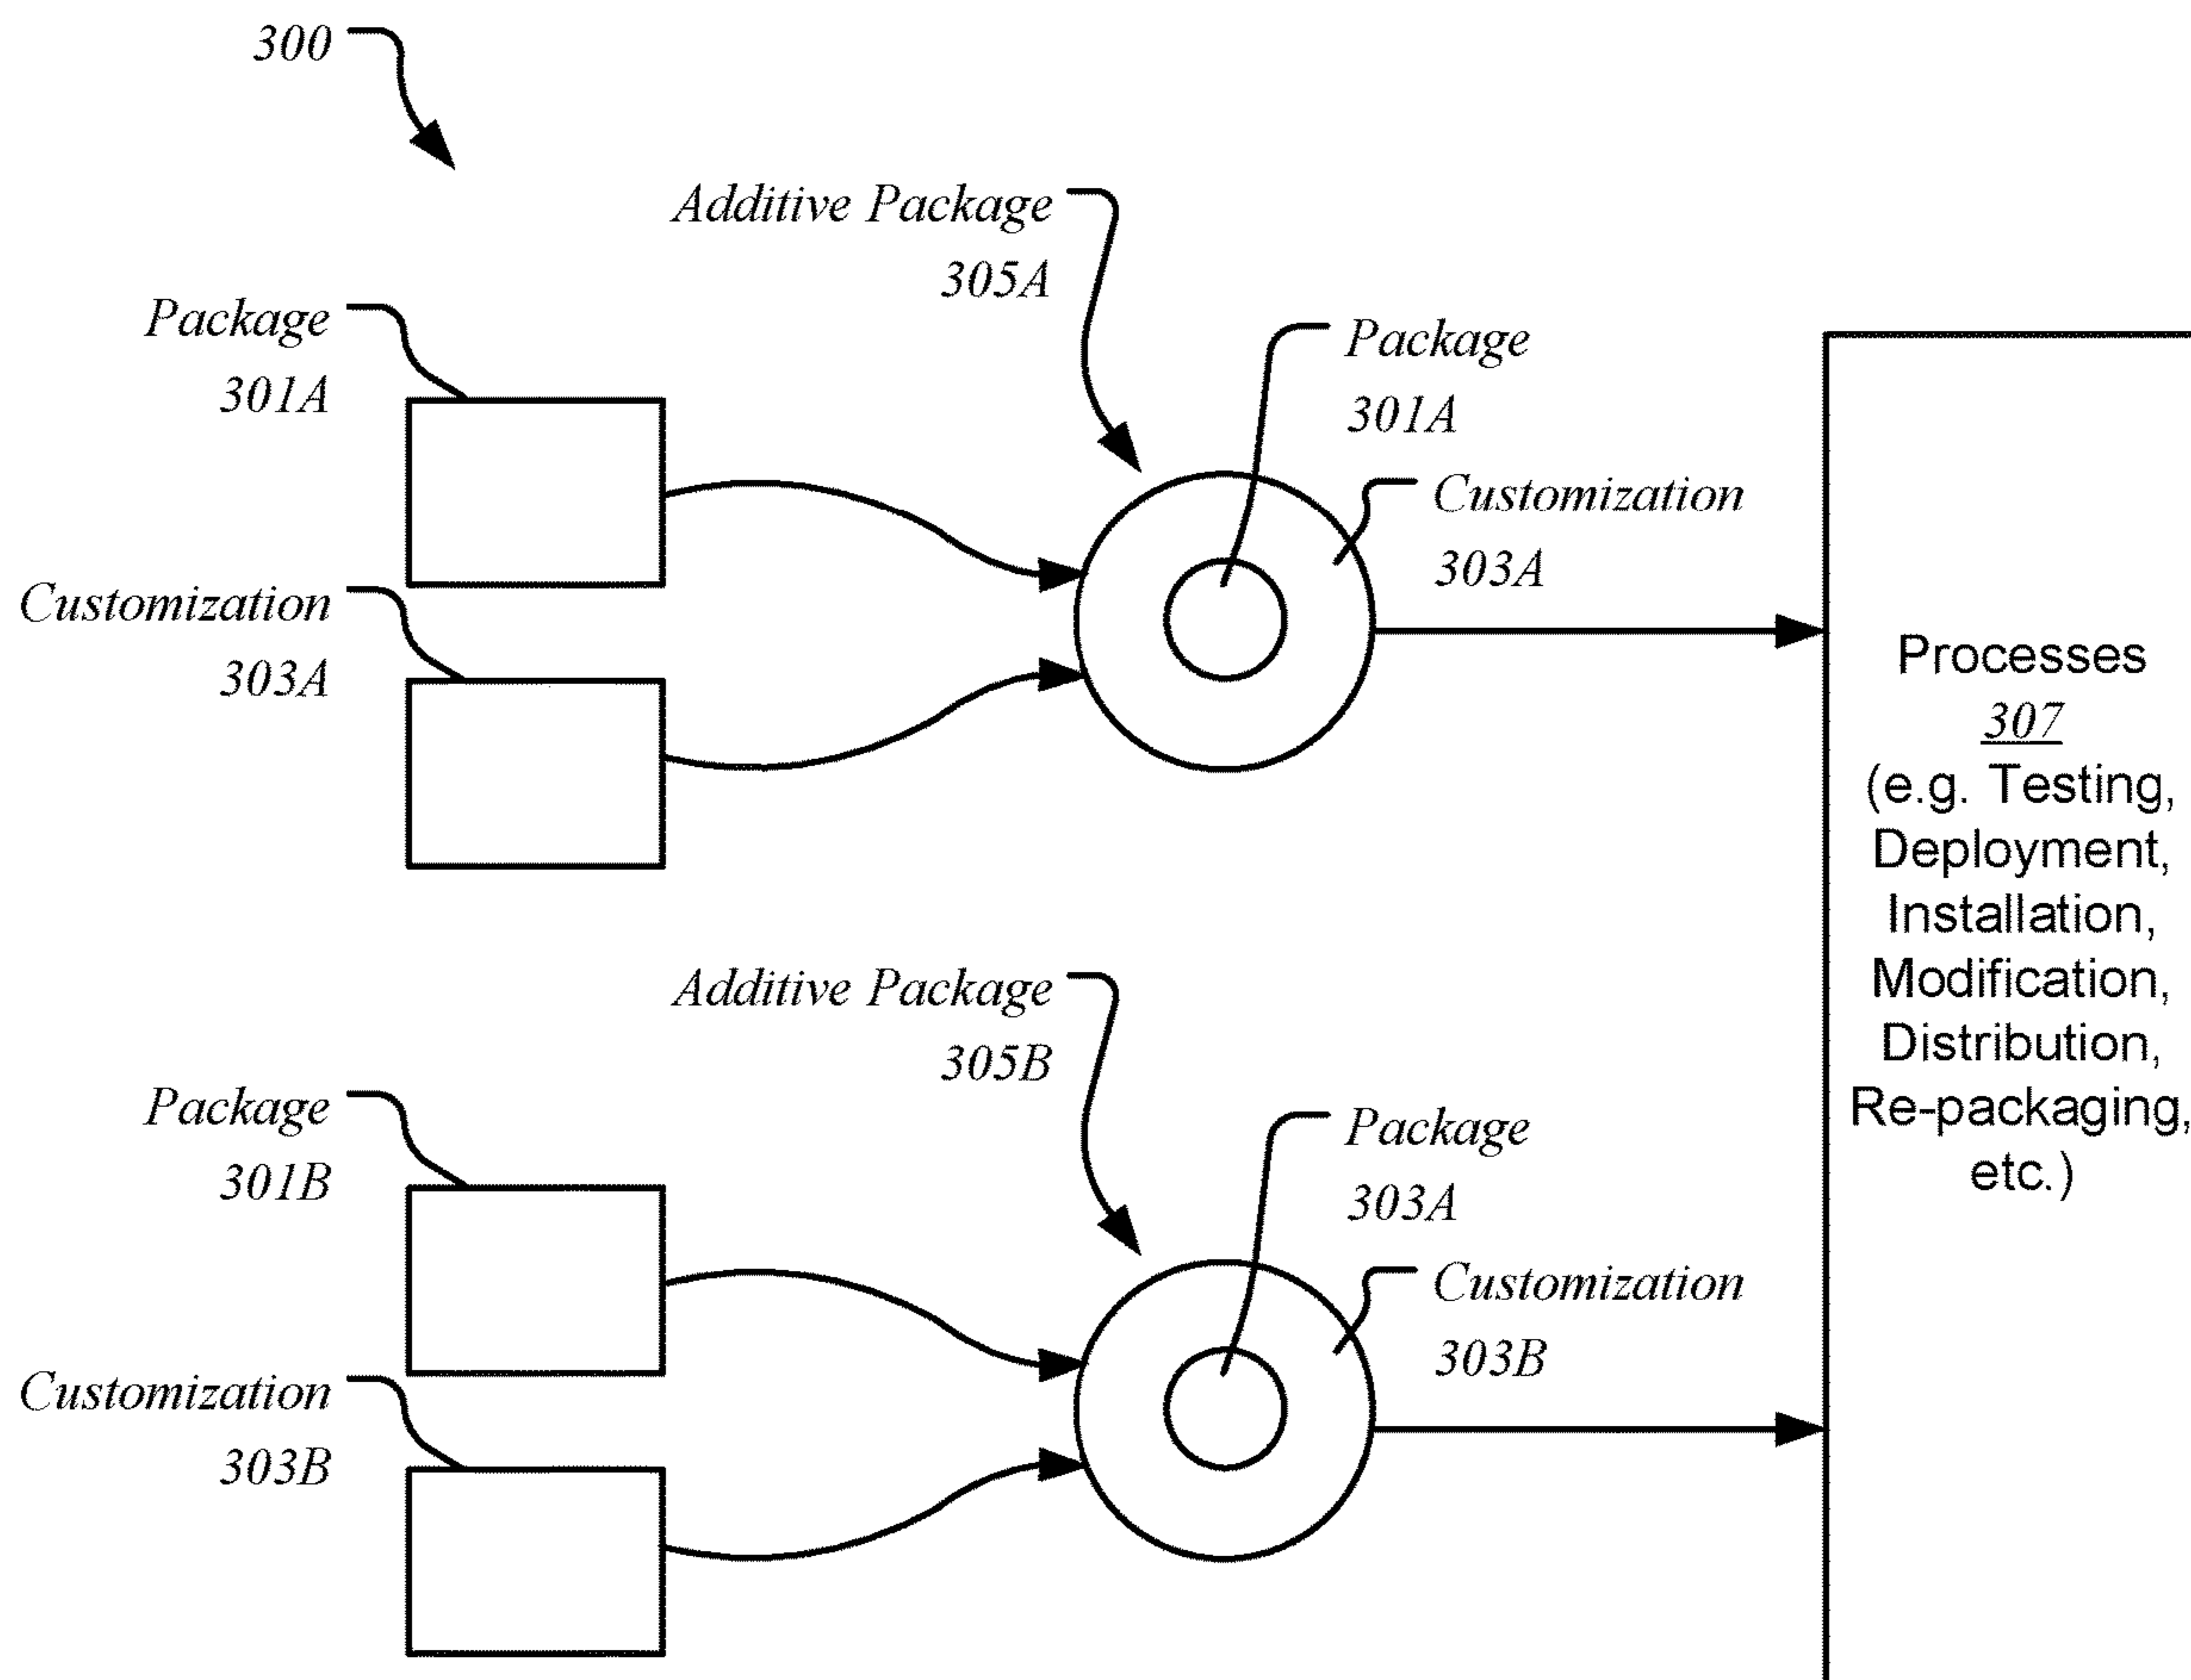 300
Additive Package
305A
Package
301A
Package
301A
Customization
303A
Customization
303A
Processes
307
(e.g. Testing,
Deployment,
Installation,
Modification,
Distribution,
Re-packaging,
etc.)
Additive Package
305B
Package
301B
Package
303A
Customization
303B
Customization
303B